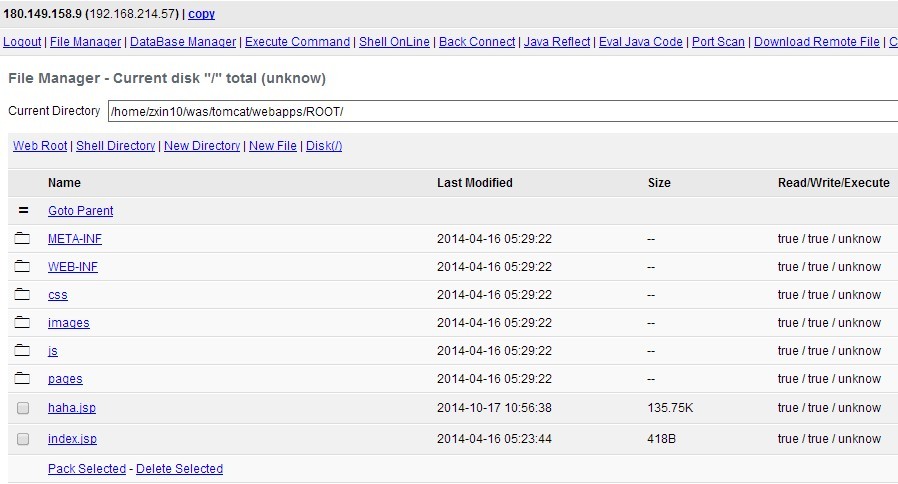 180.149.158.9 (192.168.214.57) | copy
Logout | File Manager | DataBase Manager | Execute Command | Shell OnLine | Back Connect | Java Reflect | Eval Java Code | Port Scan | Download Remote File | C
File Manager - Current disk "/" total (unknow)
Current Directory /home/zxin10/was/tomcat/webapps/ROOT/
Web Root | Shell Directory | New Directory | New File | Disk(/)
Name Last Modified Size Read/Write/Execute
= Goto Parent
META-INF 2014-04-16 05:29:22 -- true / true / unknow
WEB-INF 2014-04-16 05:29:22 -- true / true / unknow
css 2014-04-16 05:29:22 -- true / true / unknow
images 2014-04-16 05:29:22 -- true / true / unknow
js 2014-04-16 05:29:22 -- true / true / unknow
pages 2014-04-16 05:29:22 -- true / true / unknow
haha.jsp 2014-10-17 10:56:38 135.75K true / true / unknow
index.jsp 2014-04-16 05:23:44 418B true / true / unknow
Pack Selected - Delete Selected